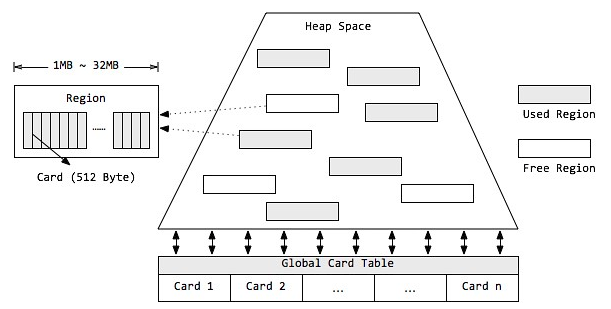 Heap Space
1MB ~ 32MB
Region
......
Card (512 Byte)
Used Region
Free Region
Global Card Table
Card 1 Card 2 ... ... Card n